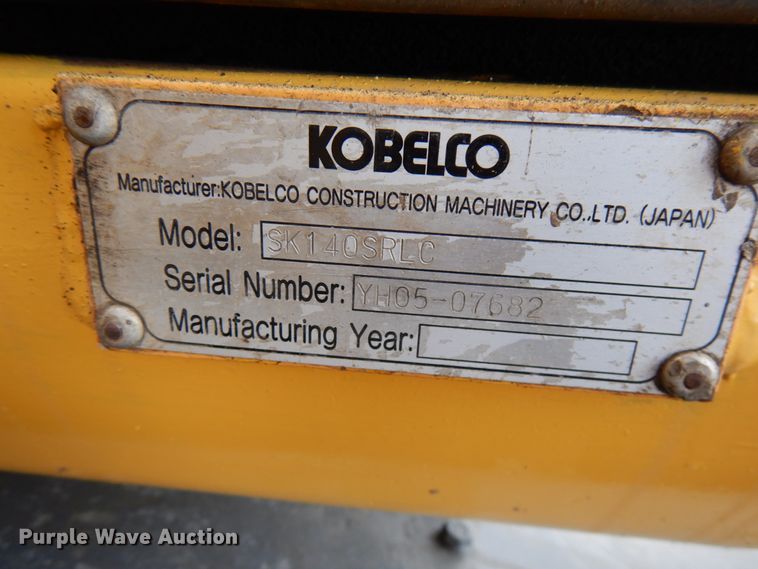 KOBELCO
Manufacturer:KOBELCO CONSTRUCTION MACHINERY CO.,LTD. (JAPAN)
Model: SK140SRLC
Serial Number: YH05-07682
Manufacturing Year:
Purple Wave Auction